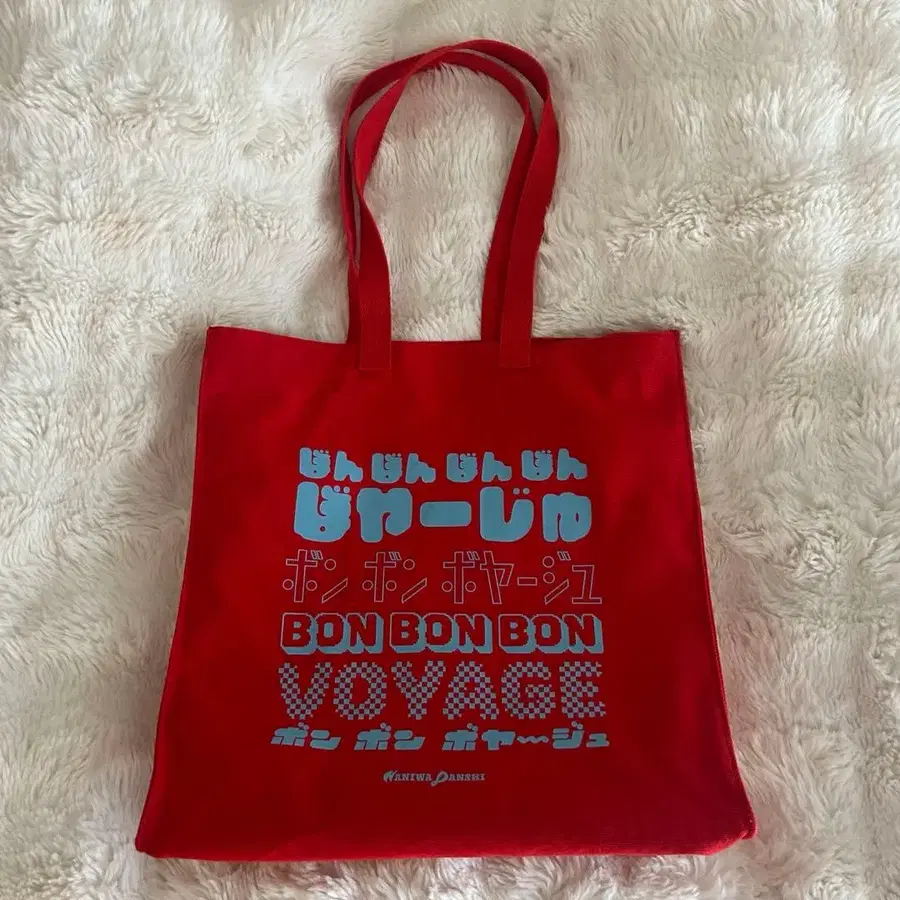 ぼん ぼん ぼん ぼん
ぼやーじゅ
ボン ボン ボヤージュ
BON BON BON
VOYAGE
ボン ボン ボヤージュ
NANIWA DANSHI